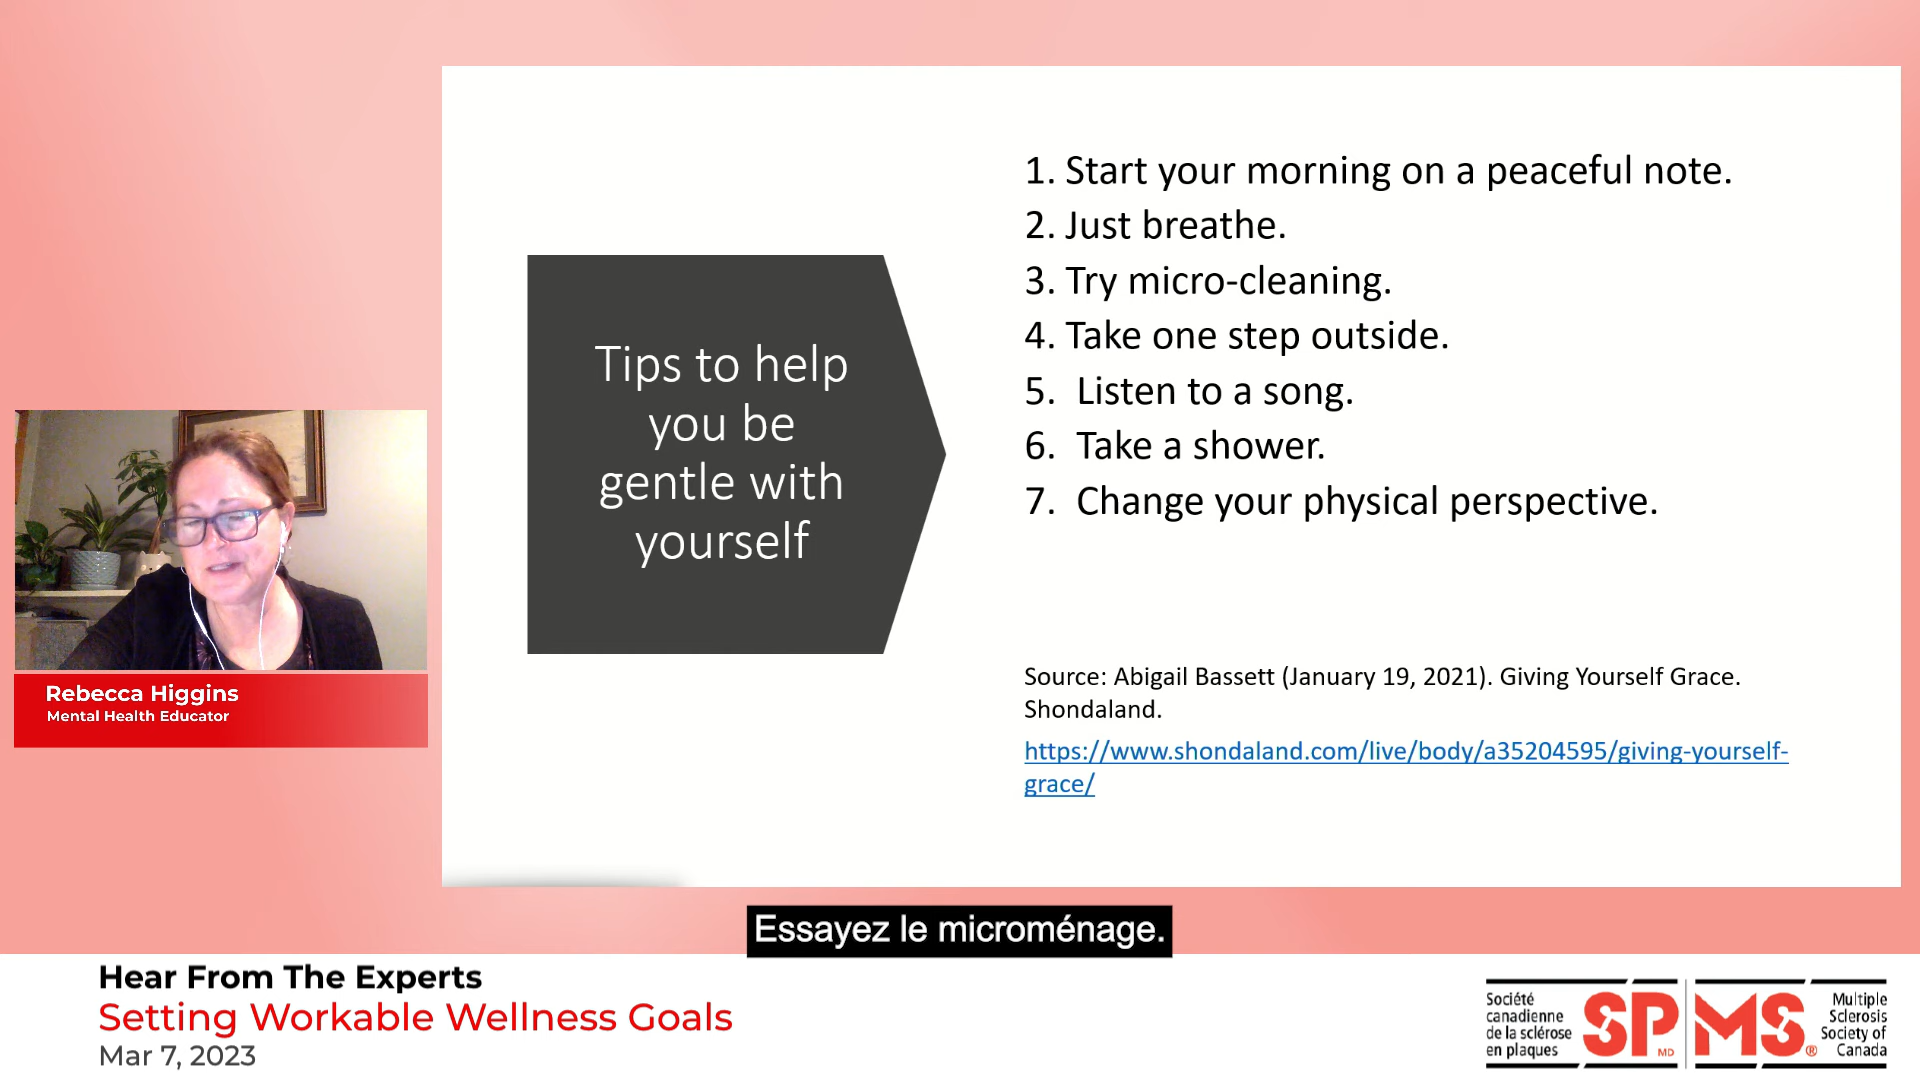 Tips to help
you be
gentle with
yourself
1. Start your morning on a peaceful note.
2. Just breathe.
3. Try micro-cleaning.
4. Take one step outside.
5. Listen to a song.
6. Take a shower.
7. Change your physical perspective.
Source: Abigail Bassett (January 19, 2021). Giving Yourself Grace.
Shondaland.
https://www.shondaland.com/live/body/a35204595/giving-yourself-
grace/
Rebecca Higgins
Mental Health Educator
Essayez le microménage.
Hear From The Experts
Setting Workable Wellness Goals
Mar 7, 2023
Société
canadienne
de la sclérose
en plaques
SP MD
MS®
Multiple
Sclerosis
Society of
Canada